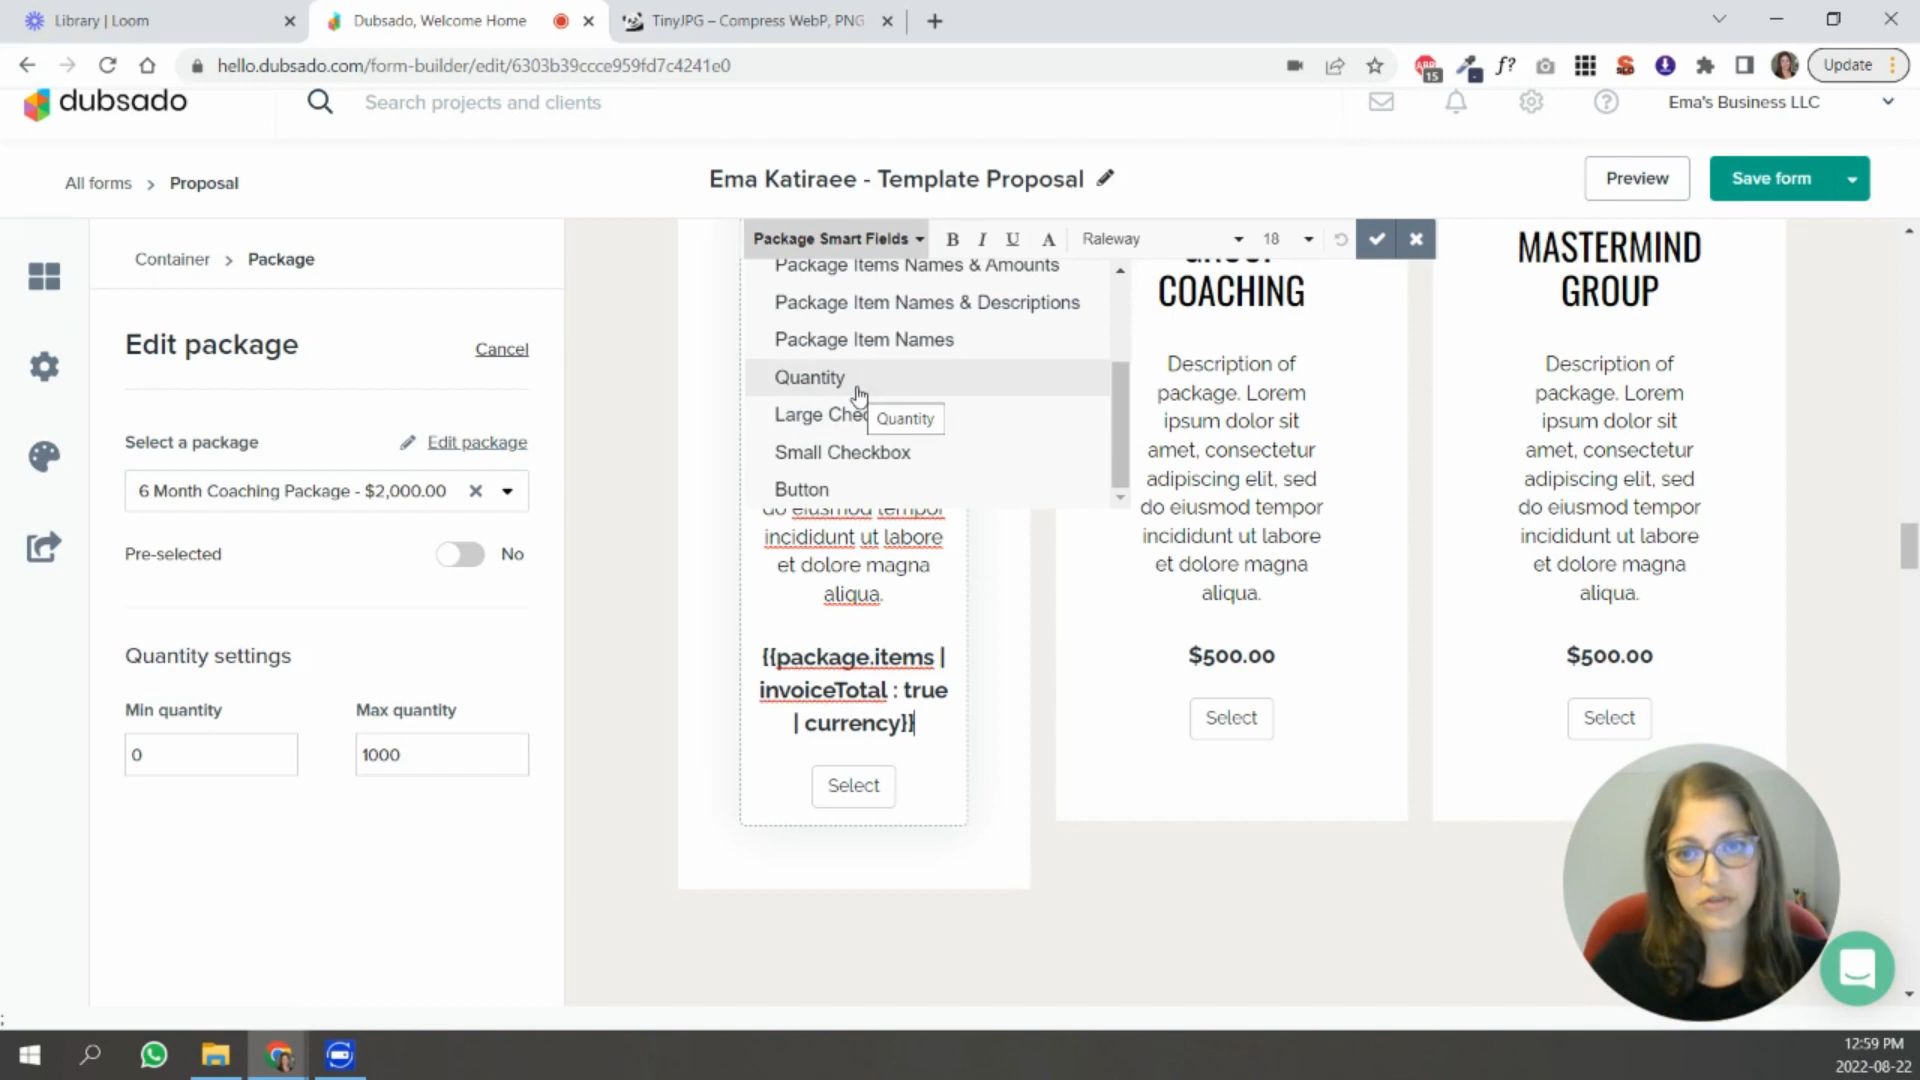 Library | Loom
Dubsado, Welcome Home
TinyJPG – Compress WebP, PNG
hello.dubsado.com/form-builder/edit/6303b39ccce959fd7c4241e0
ABP
15
f?
Update
dubsado
Search projects and clients
Ema's Business LLC
All forms > Proposal
Ema Katiraee - Template Proposal
Preview
Save form
Container > Package
Edit package
Cancel
Select a package
Edit package
6 Month Coaching Package - $2,000.00
Pre-selected
No
Quantity settings
Min quantity
Max quantity
0
1000
Package Smart Fields
B I U A
Raleway
18
Package Items Names & Amounts
Package Item Names & Descriptions
Package Item Names
Quantity
Large Chec
Quantity
Small Checkbox
Button
do eiusmod tempor
incididunt ut labore
et dolore magna
aliqua.
{{package.items |
invoiceTotal : true
| currency}}
Select
GROUP
COACHING
Description of
package. Lorem
ipsum dolor sit
amet, consectetur
adipiscing elit, sed
do eiusmod tempor
incididunt ut labore
et dolore magna
aliqua.
$500.00
Select
MASTERMIND
GROUP
Description of
package. Lorem
ipsum dolor sit
amet, consectetur
adipiscing elit, sed
do eiusmod tempor
incididunt ut labore
et dolore magna
aliqua.
$500.00
Select
;
12:59 PM
2022-08-22